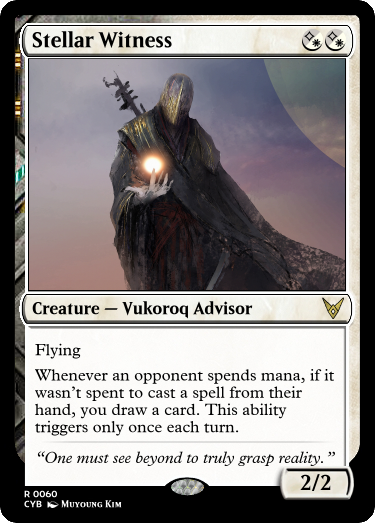 Stellar Witness
Creature — Vukoroq Advisor
Flying
Whenever an opponent spends mana, if it
wasn't spent to cast a spell from their
hand, you draw a card. This ability
triggers only once each turn.
“One must see beyond to truly grasp reality.”
2/2
R 0060
CYB Muyoung Kim